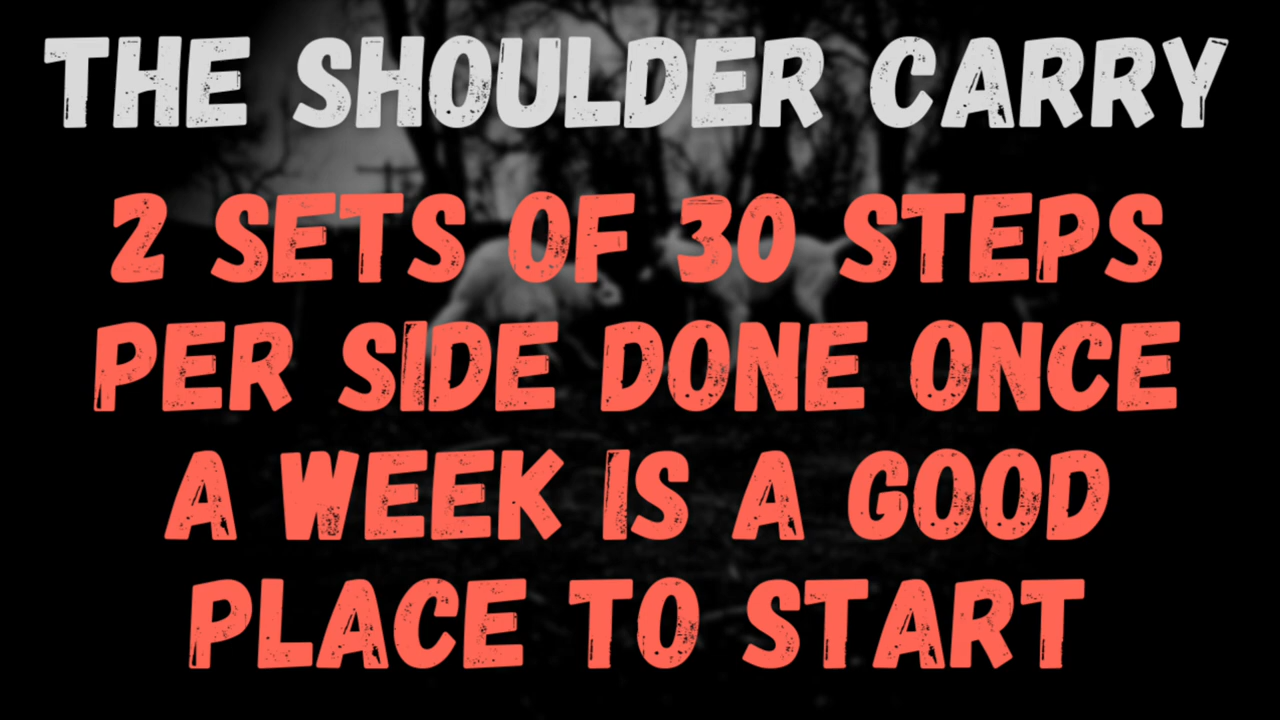 THE SHOULDER CARRY
2 SETS OF 30 STEPS
PER SIDE DONE ONCE
A WEEK IS A GOOD
PLACE TO START